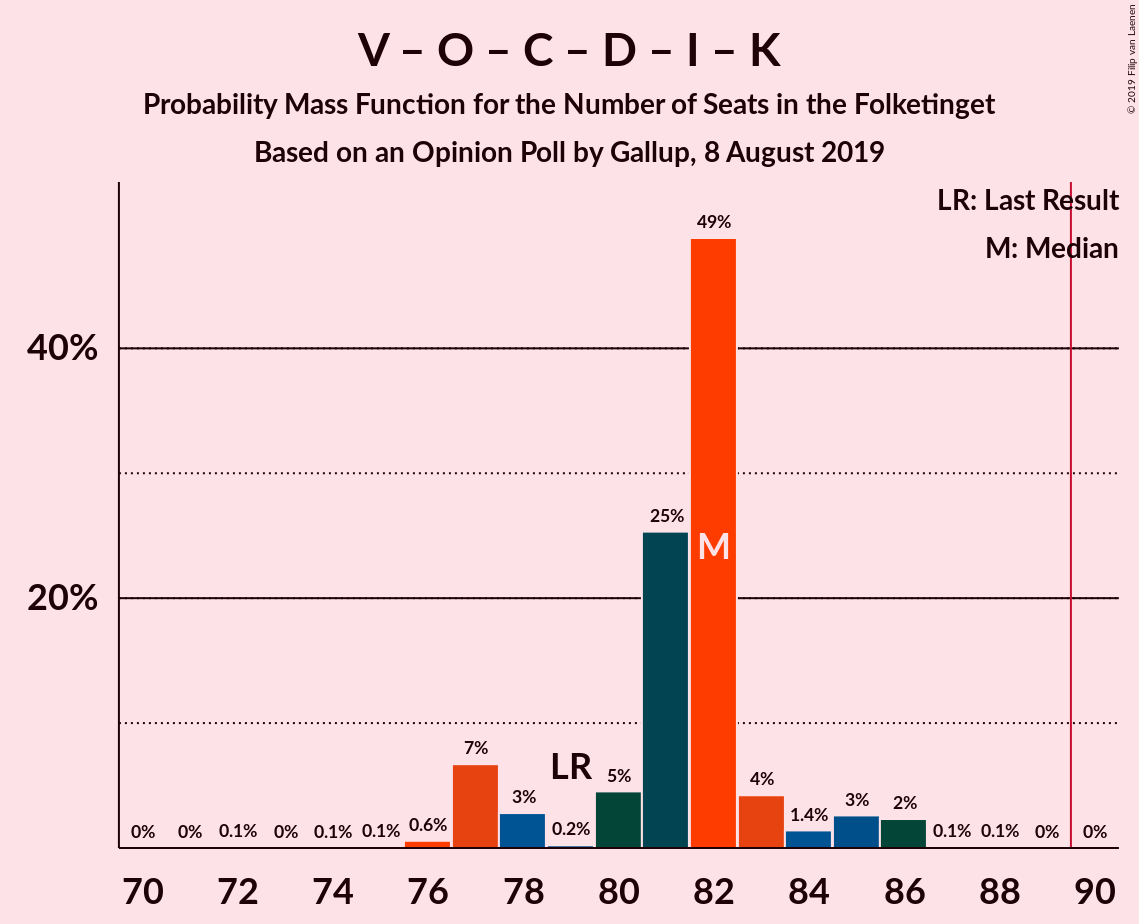 V – O – C – D – I – K
Probability Mass Function for the Number of Seats in the Folketinget
Based on an Opinion Poll by Gallup, 8 August 2019
© 2019 Filip van Laenen
LR: Last Result
M: Median
40%
20%
0% 0% 0.1% 0% 0.1% 0.1% 0.6% 7% 3% 0.2% 5% 25% 49% 4% 1.4% 3% 2% 0.1% 0.1% 0% 0%
LR
M
70 72 74 76 78 80 82 84 86 88 90